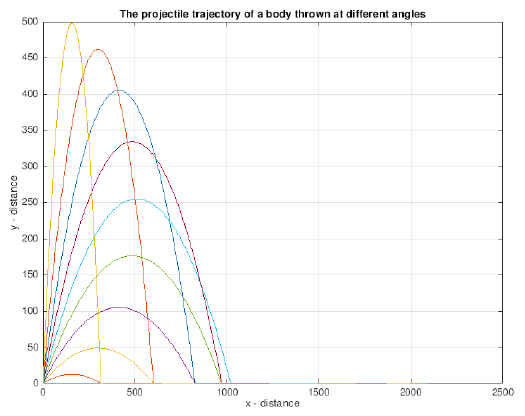 The projectile trajectory of a body thrown at different angles
500
450
400
350
300
250
200
150
100
50
0
y - distance
0 500 1000 1500 2000 2500
x - distance